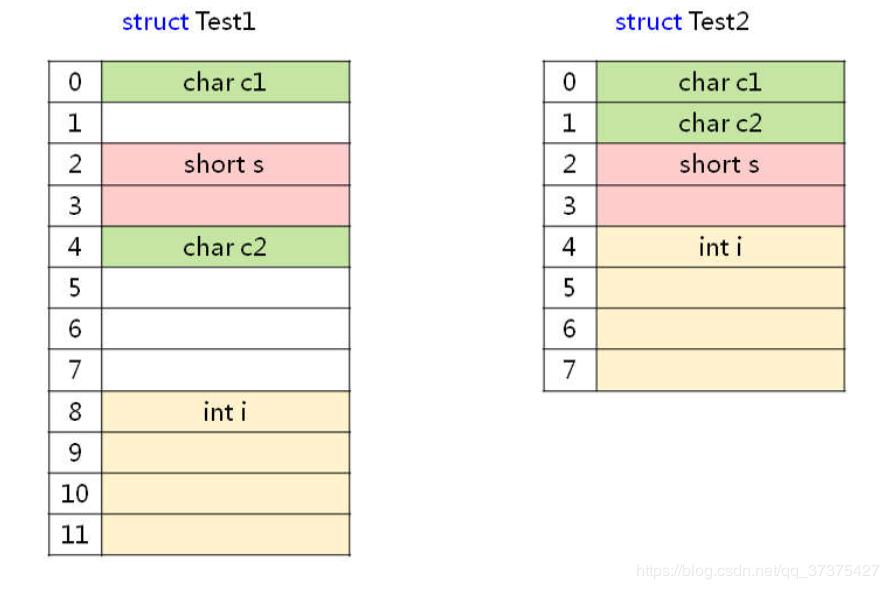 struct Test1
0 char c1
1
2 short s
3
4 char c2
5
6
7
8 int i
9
10
11
struct Test2
0 char c1
1 char c2
2 short s
3
4 int i
5
6
7
https://blog.csdn.net/qq_37375427